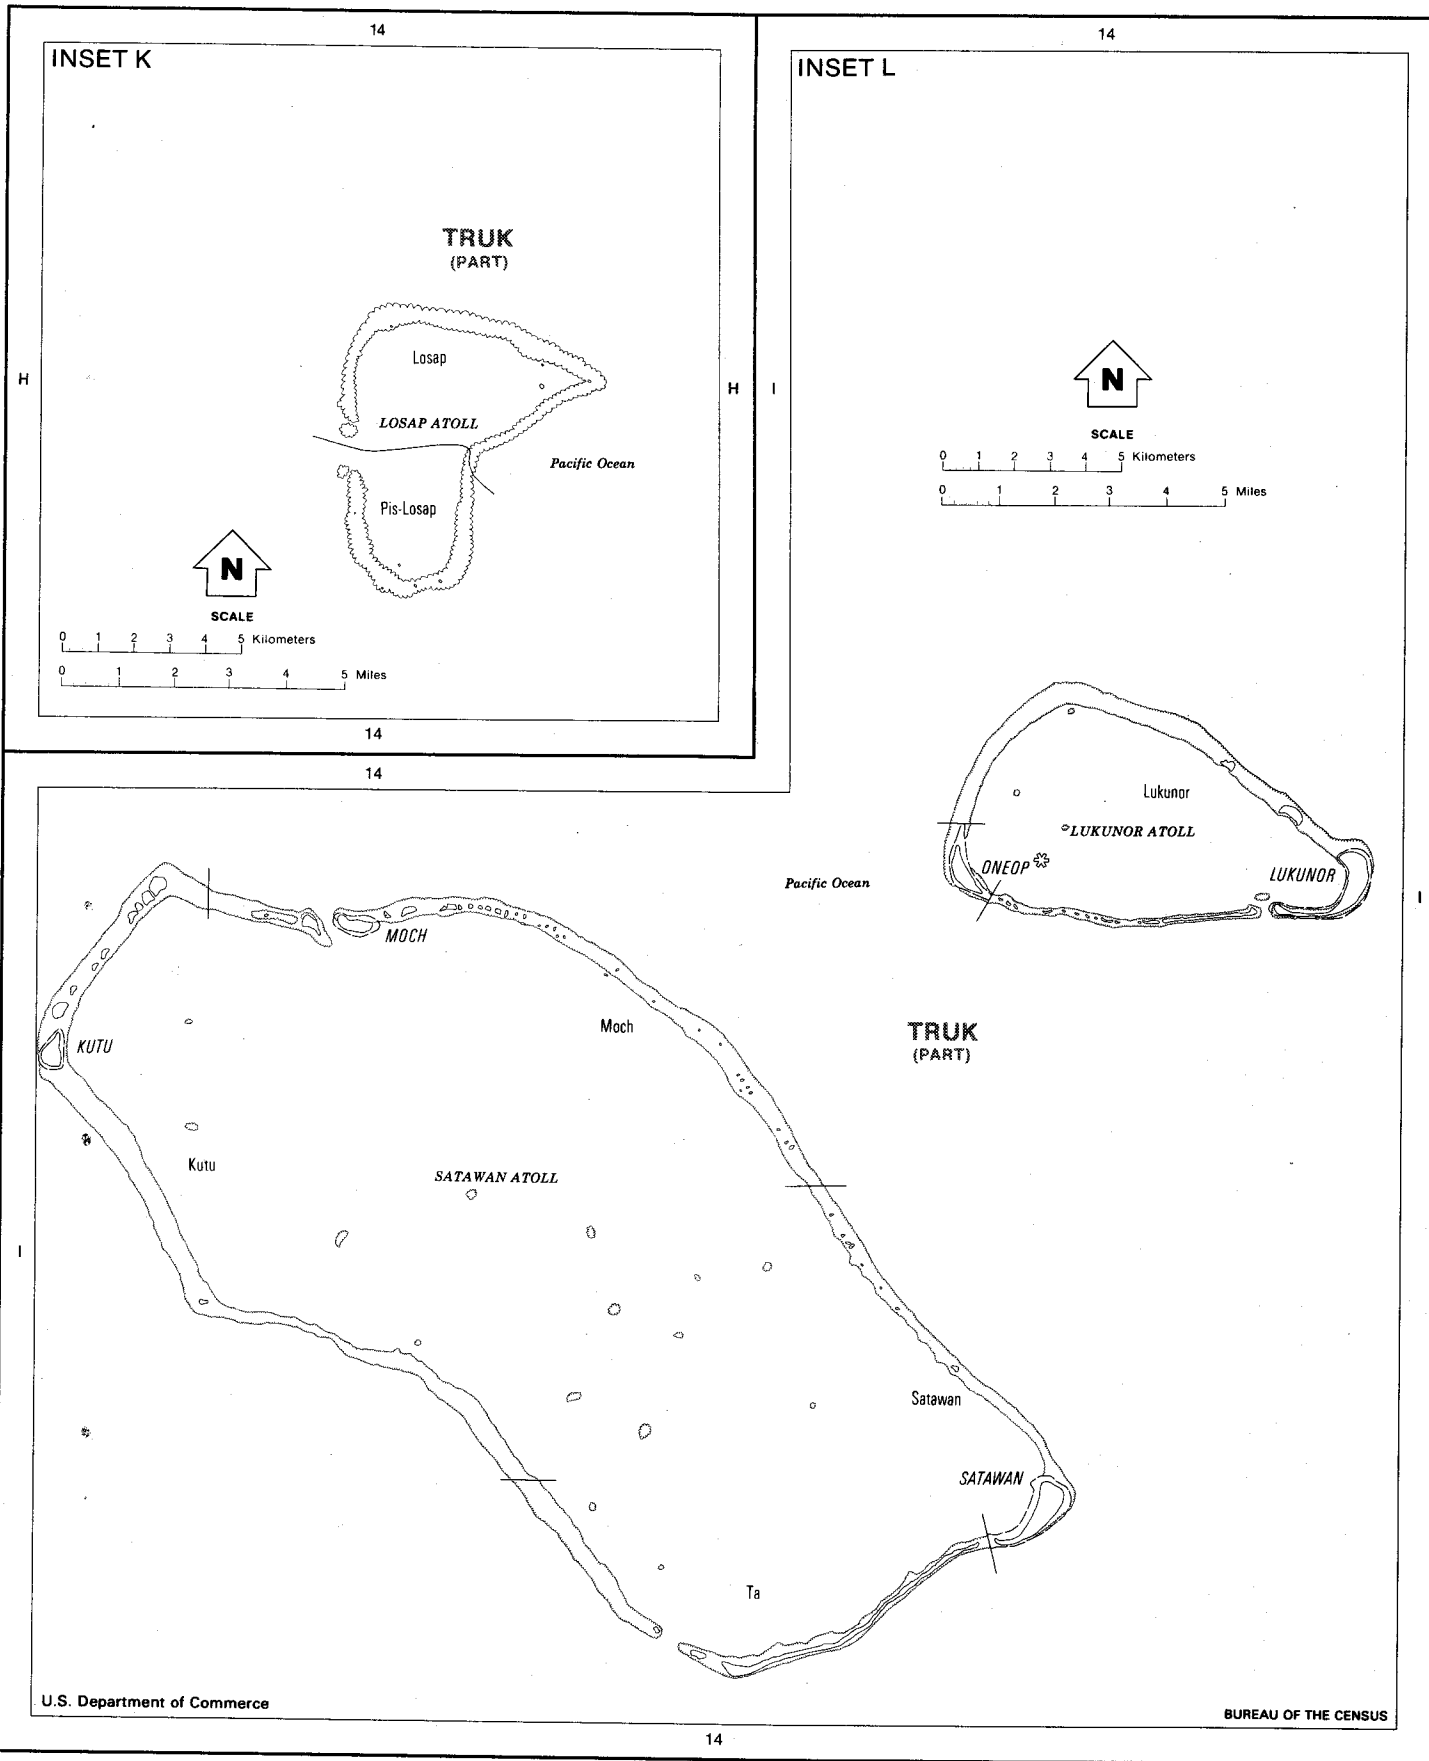 14
INSET K
TRUK
(PART)
Losap
H
H
LOSAP ATOLL
Pacific Ocean
Pis-Losap
N
SCALE
0 1 2 3 4 5 Kilometers
0 1 2 3 4 5 Miles
14
14
INSET L
I
N
SCALE
0 1 2 3 4 5 Kilometers
0 1 2 3 4 5 Miles
Lukunor
LUKUNOR ATOLL
ONEOP
LUKUNOR
Pacific Ocean
I
TRUK
(PART)
14
MOCH
Moch
KUTU
Kutu
SATAWAN ATOLL
I
Satawan
SATAWAN
Ta
U.S. Department of Commerce
BUREAU OF THE CENSUS
14